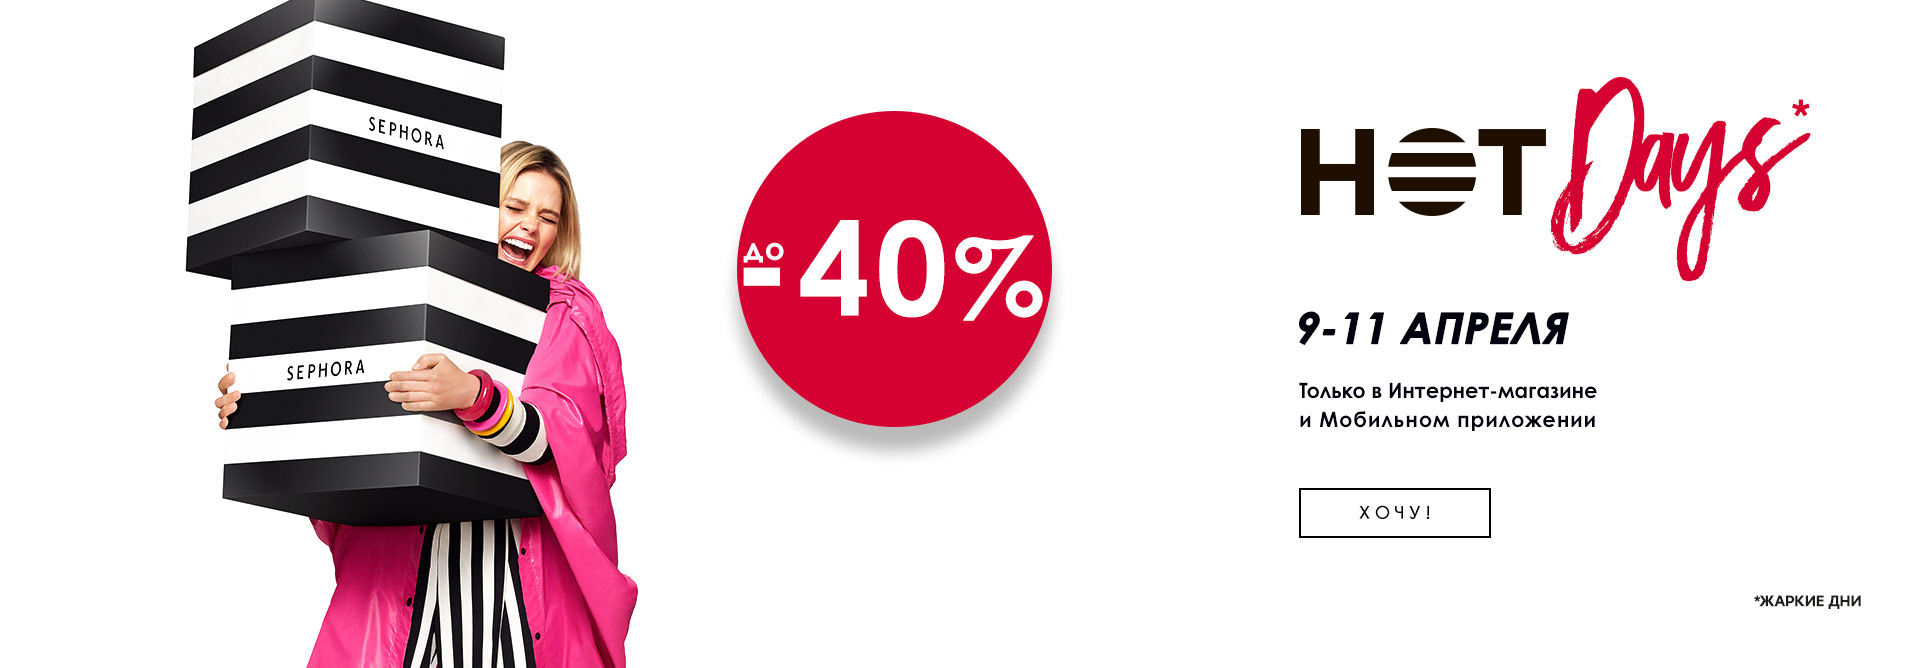 SEPHORA
SEPHORA
ДО
-40%
HOT Days*
9-11 АПРЕЛЯ
Только в Интернет-магазине
и Мобильном приложении
ХОЧУ!
*ЖАРКИЕ ДНИ